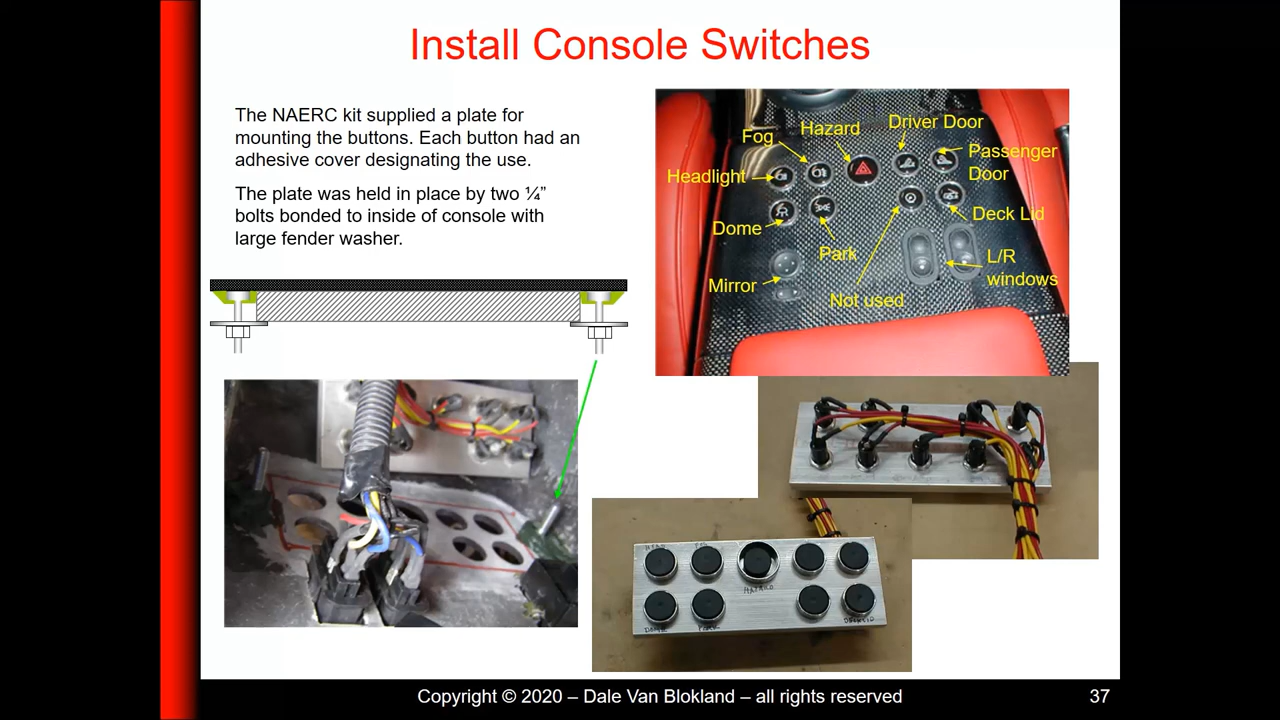 Install Console Switches
The NAERC kit supplied a plate for
mounting the buttons. Each button had an
adhesive cover designating the use.
The plate was held in place by two ¼”
bolts bonded to inside of console with
large fender washer.
Fog
Hazard
Driver Door
Headlight
Passenger
Door
Dome
Park
Deck Lid
Mirror
L/R
windows
Not used
HAZARD
DOME
PARK
Copyright © 2020 – Dale Van Blokland – all rights reserved
37